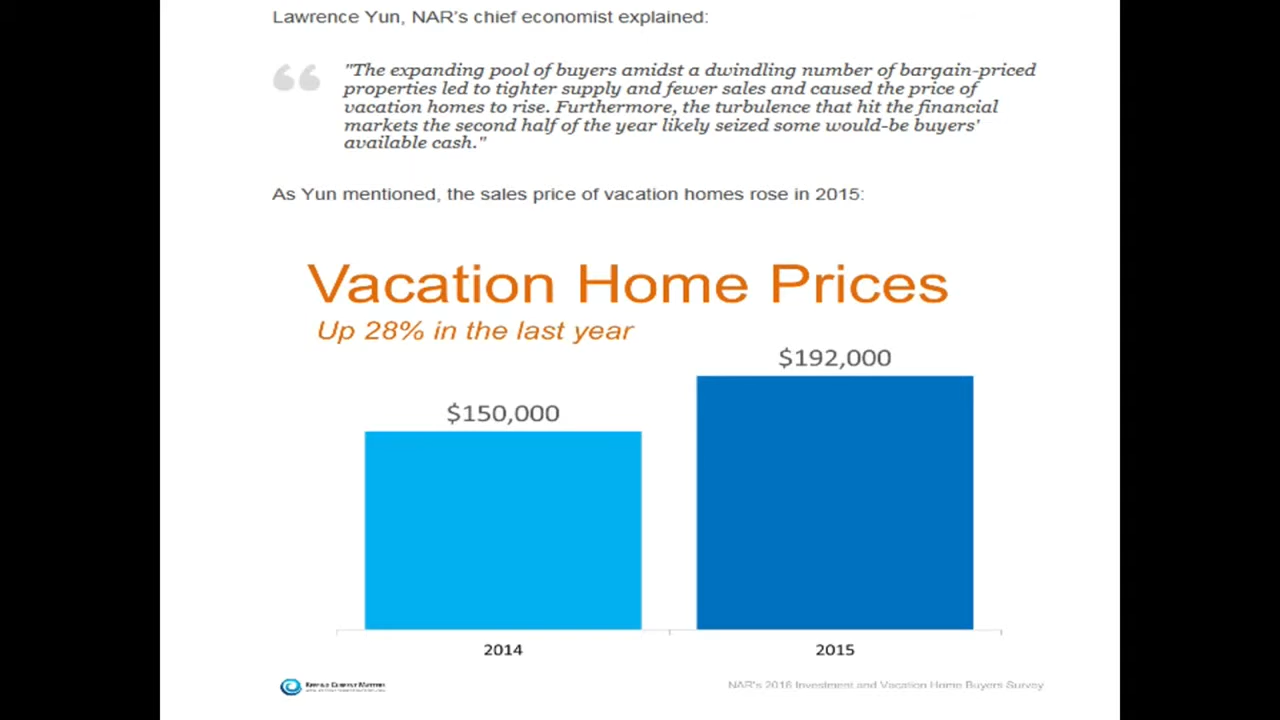 Lawrence Yun, NAR's chief economist explained:
"The expanding pool of buyers amidst a dwindling number of bargain-priced
properties led to tighter supply and fewer sales and caused the price of
vacation homes to rise. Furthermore, the turbulence that hit the financial
markets the second half of the year likely seized some would-be buyers'
available cash."
As Yun mentioned, the sales price of vacation homes rose in 2015:
Vacation Home Prices
Up 28% in the last year
$192,000
$150,000
2014
2015
Keeping Current Matters
NAR's 2016 Investment and Vacation Home Buyers Survey